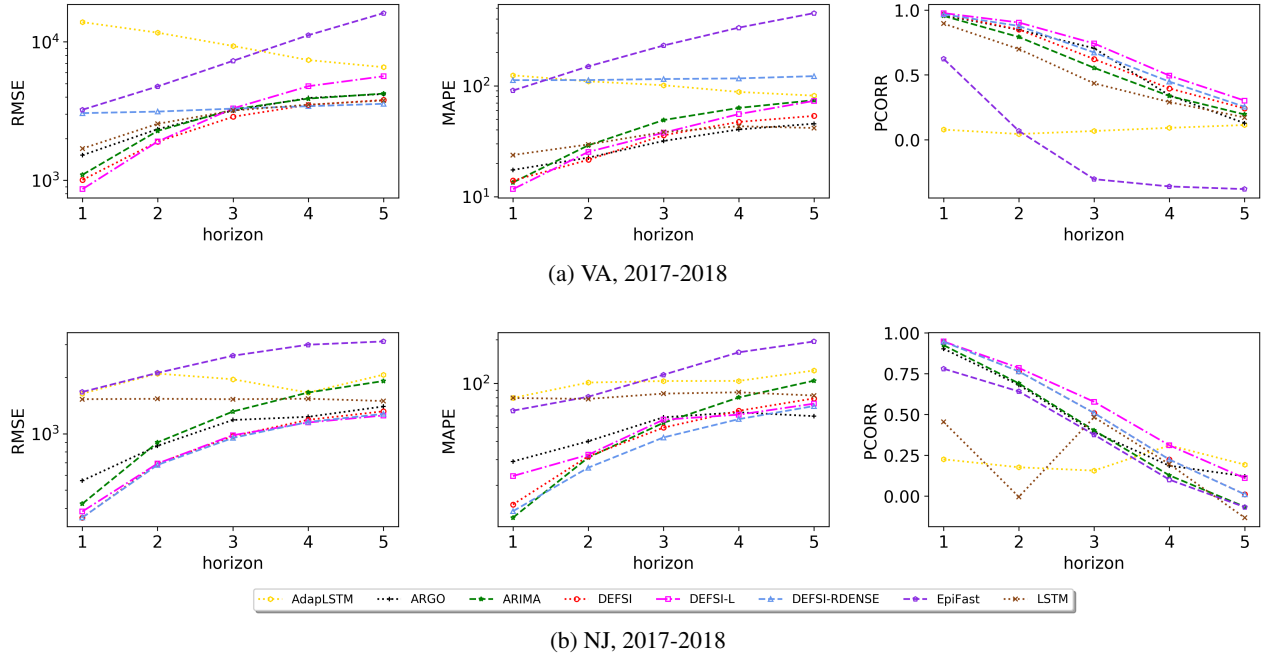 RMSE
10^4
10^3
1 2 3 4 5
horizon
MAPE
10^2
10^1
1 2 3 4 5
horizon
PCORR
1.0
0.5
0.0
1 2 3 4 5
horizon
(a) VA, 2017-2018
RMSE
10^3
1 2 3 4 5
horizon
MAPE
10^2
1 2 3 4 5
horizon
PCORR
1.00
0.75
0.50
0.25
0.00
1 2 3 4 5
horizon
AdapLSTM ARGO ARIMA DEFSI DEFSI-L DEFSI-RDENSE EpiFast LSTM
(b) NJ, 2017-2018